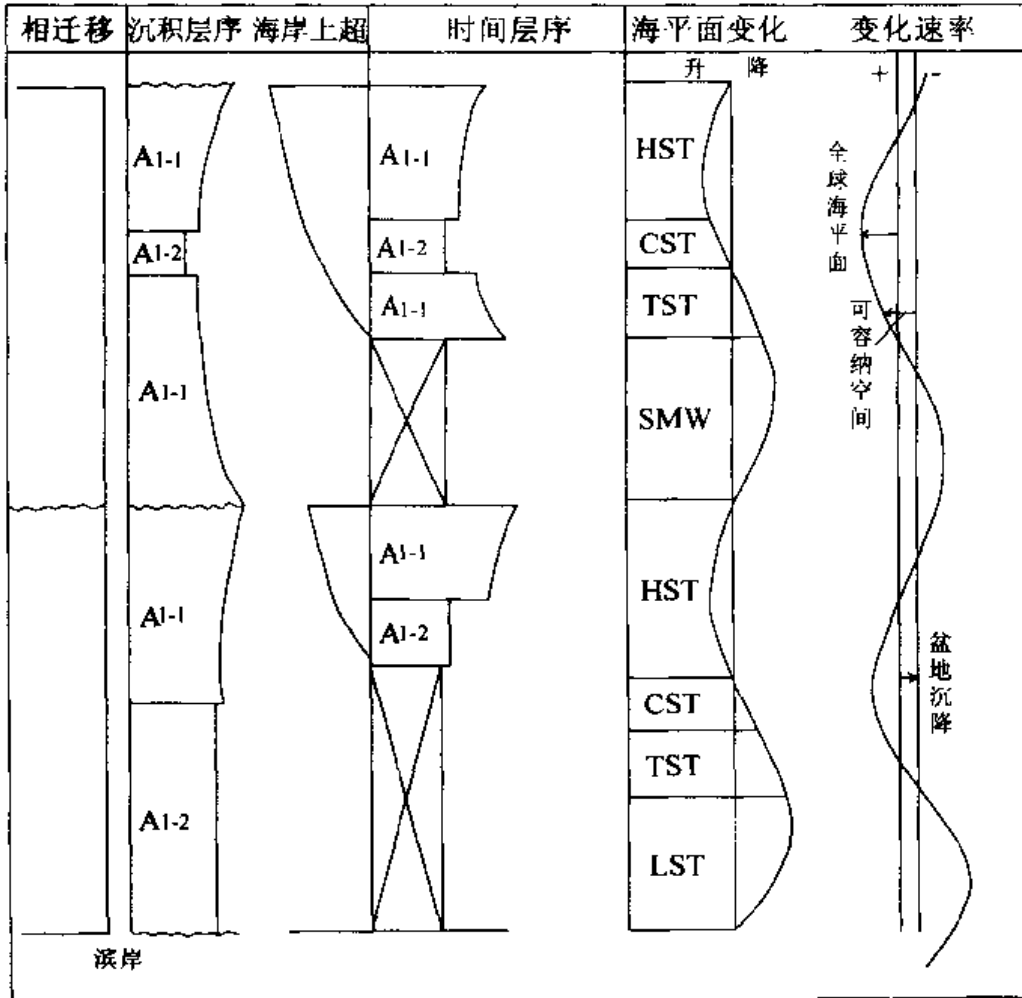 相迁移 沉积层序 海岸上超 时间层序 海平面变化 变化速率
升 降
+ -
A1-1
A1-2
A1-1
A1-1
A1-2
A1-1
A1-2
A1-1
A1-1
A1-2
HST
CST
TST
SMW
HST
CST
TST
LST
全球海平面
可容纳空间
盆地沉降
滨岸